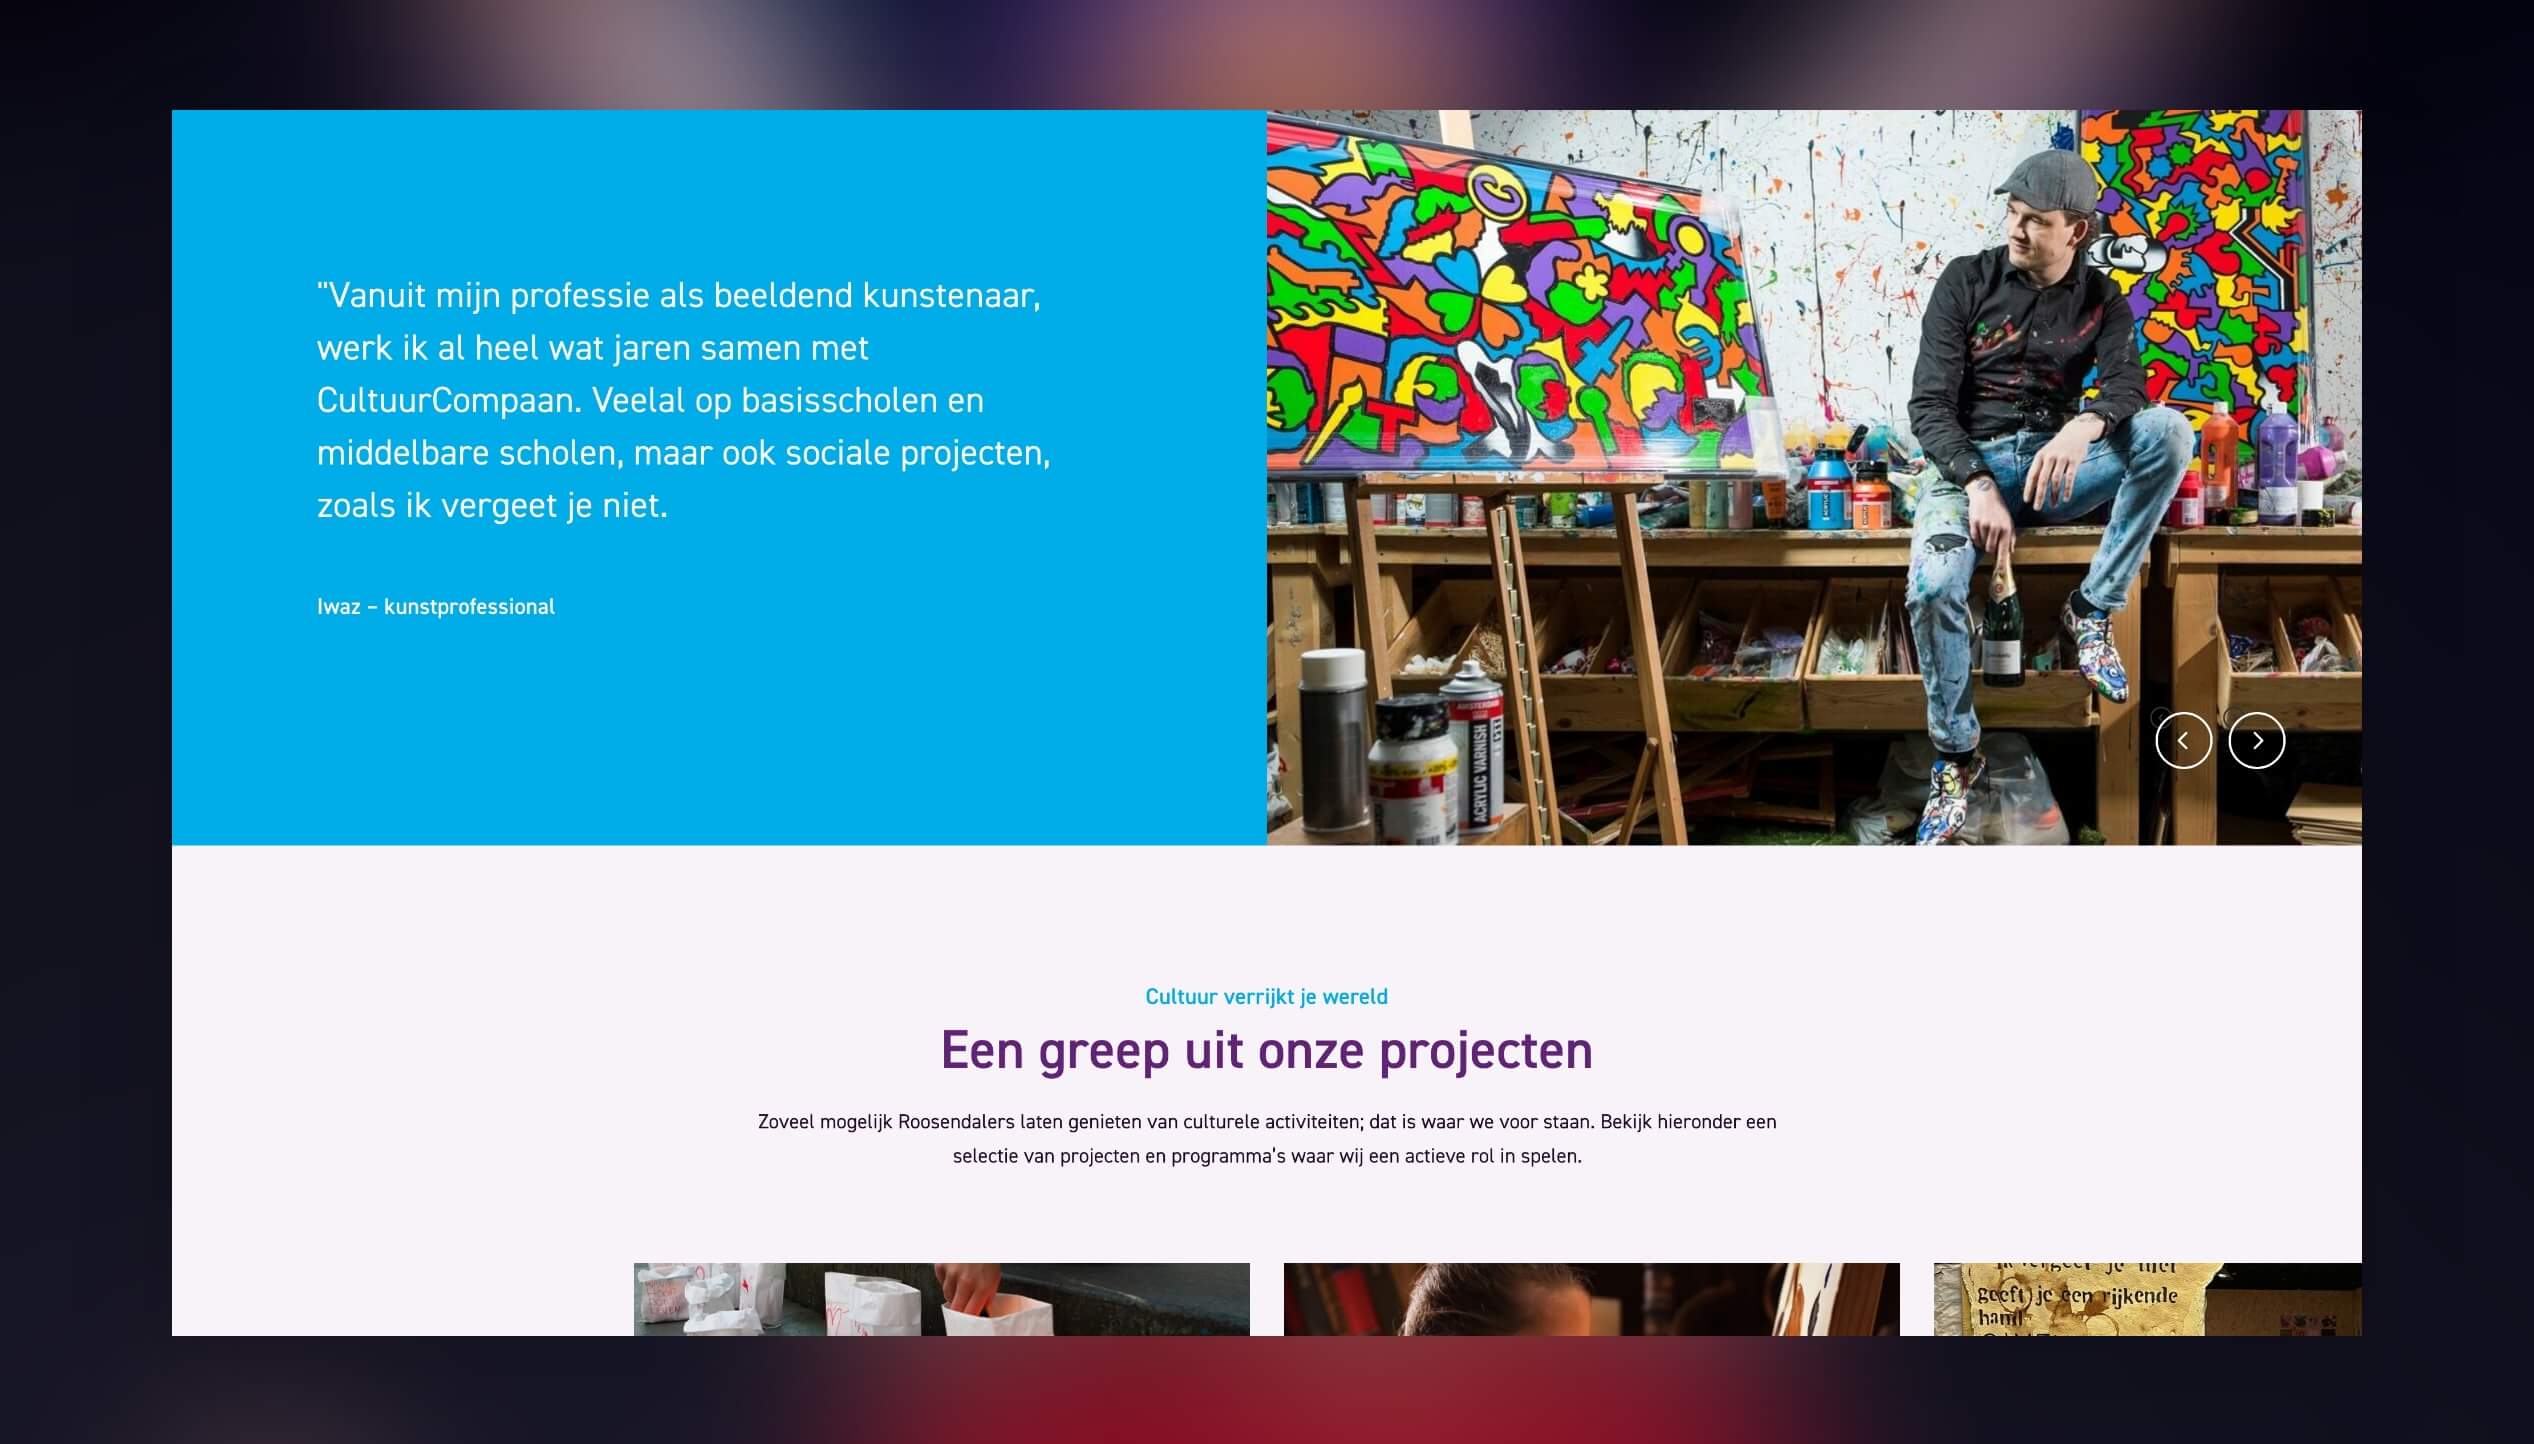 "Vanuit mijn professie als beeldend kunstenaar,
werk ik al heel wat jaren samen met
CultuurCompaan. Veelal op basisscholen en
middelbare scholen, maar ook sociale projecten,
zoals ik vergeet je niet.
Iwaz – kunstprofessional
AMSTERDAM
ACRYLIC VARNISH
Cultuur verrijkt je wereld
Een greep uit onze projecten
Zoveel mogelijk Roosendalers laten genieten van culturele activiteiten; dat is waar we voor staan. Bekijk hieronder een
selectie van projecten en programma's waar wij een actieve rol in spelen.
ik vergeet je niet
geeft je een rijkende
hand